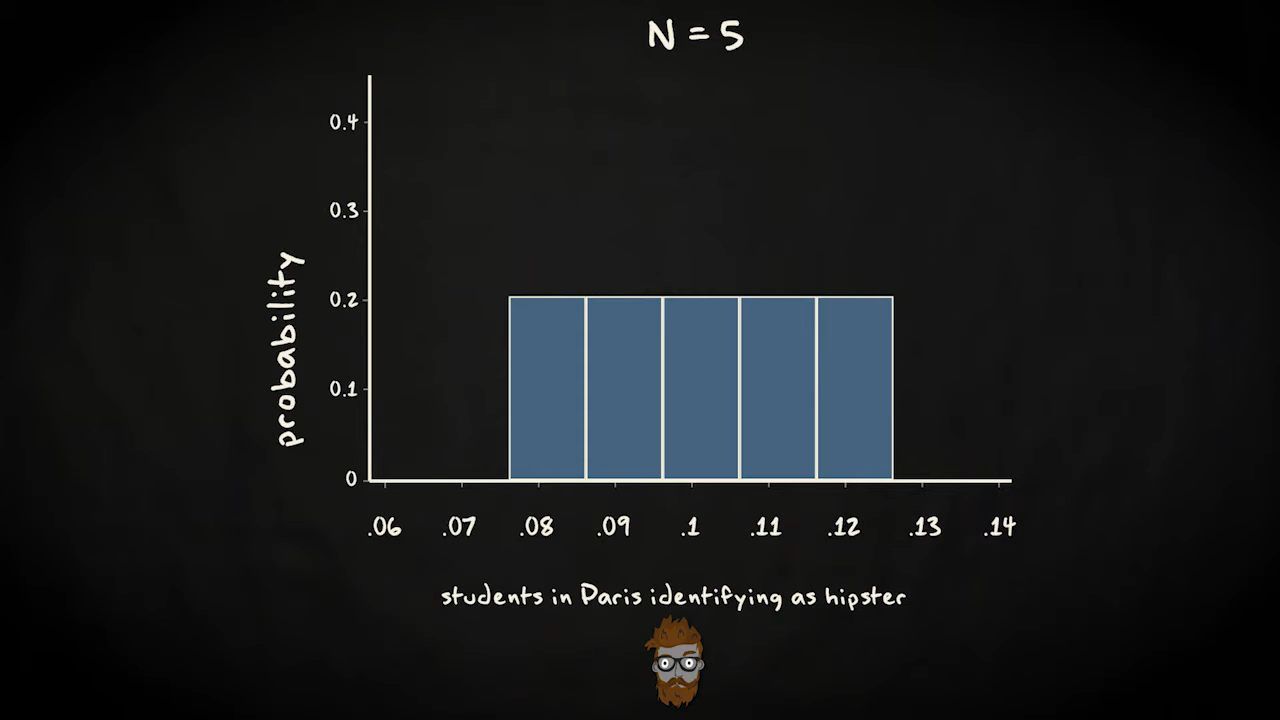 N = 5
0.4
0.3
0.2
0.1
0
probability
.06 .07 .08 .09 .1 .11 .12 .13 .14
students in Paris identifying as hipster